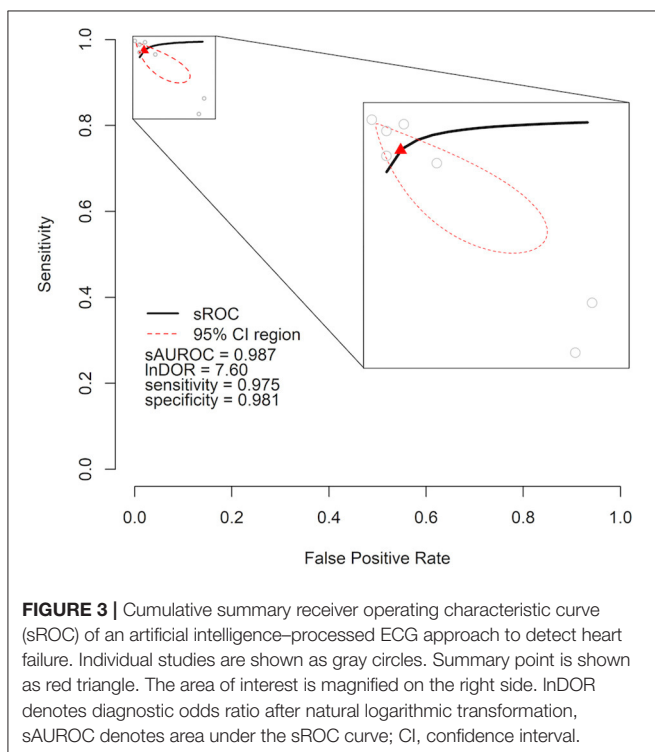 1.0
0.8
0.6
0.4
0.2
0.0
Sensitivity
sROC
95% CI region
sAUROC = 0.987
lnDOR = 7.60
sensitivity = 0.975
specificity = 0.981
0.0 0.2 0.4 0.6 0.8 1.0
False Positive Rate
FIGURE 3 | Cumulative summary receiver operating characteristic curve
(sROC) of an artificial intelligence–processed ECG approach to detect heart
failure. Individual studies are shown as gray circles. Summary point is shown
as red triangle. The area of interest is magnified on the right side. lnDOR
denotes diagnostic odds ratio after natural logarithmic transformation,
sAUROC denotes area under the sROC curve; CI, confidence interval.